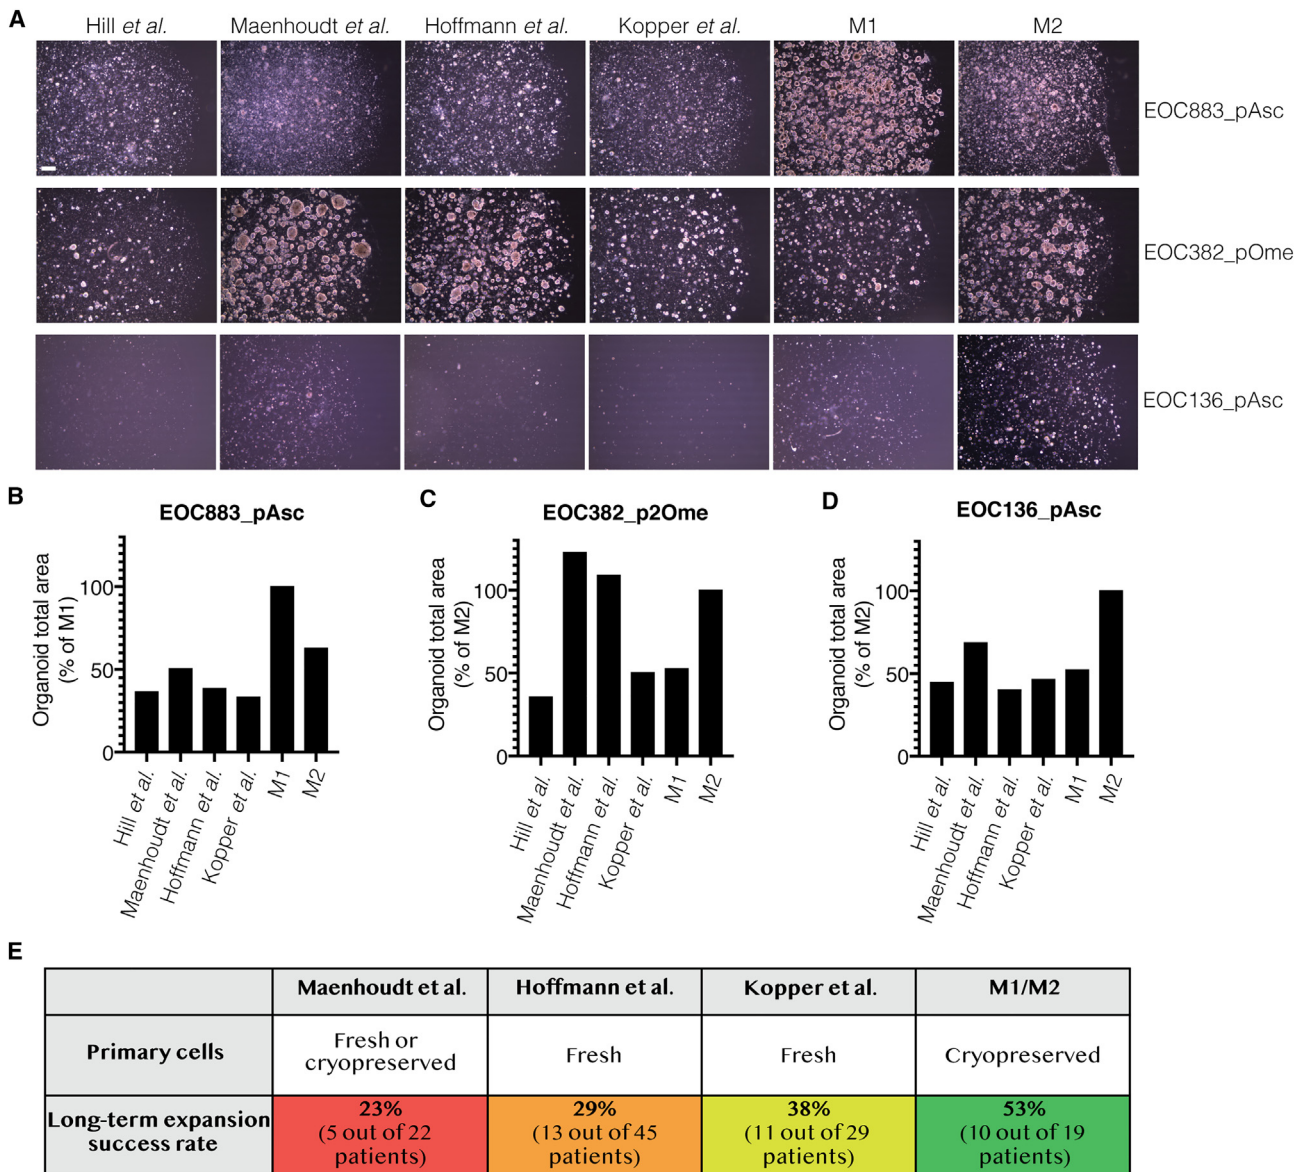 A
Hill et al.
Maenhoudt et al.
Hoffmann et al.
Kopper et al.
M1
M2
EOC883_pAsc
EOC382_pOme
EOC136_pAsc
B
EOC883_pAsc
Organoid total area
(% of M1)
100
50
0
Hill et al.
Maenhoudt et al.
Hoffmann et al.
Kopper et al.
M1
M2
C
EOC382_p2Ome
Organoid total area
(% of M2)
100
50
0
Hill et al.
Maenhoudt et al.
Hoffmann et al.
Kopper et al.
M1
M2
D
EOC136_pAsc
Organoid total area
(% of M2)
100
50
0
Hill et al.
Maenhoudt et al.
Hoffmann et al.
Kopper et al.
M1
M2
E
Maenhoudt et al.
Hoffmann et al.
Kopper et al.
M1/M2
Primary cells
Fresh or
cryopreserved
Fresh
Fresh
Cryopreserved
Long-term expansion
success rate
23%
(5 out of 22
patients)
29%
(13 out of 45
patients)
38%
(11 out of 29
patients)
53%
(10 out of 19
patients)